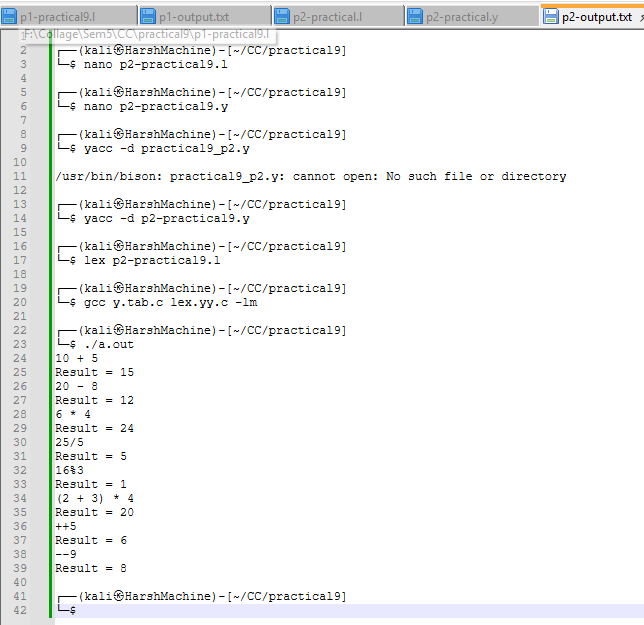 p1-practical9.l p1-output.txt p2-practical.l p2-practical.y p2-output.txt
F:\Collage\Sem5\CC\practical9\p1-practical9.l
2 ┌──(kali㉿HarshMachine)-[~/CC/practical9]
3 └─$ nano p2-practical9.l
4
5 ┌──(kali㉿HarshMachine)-[~/CC/practical9]
6 └─$ nano p2-practical9.y
7
8 ┌──(kali㉿HarshMachine)-[~/CC/practical9]
9 └─$ yacc -d practical9_p2.y
10
11 /usr/bin/bison: practical9_p2.y: cannot open: No such file or directory
12
13 ┌──(kali㉿HarshMachine)-[~/CC/practical9]
14 └─$ yacc -d p2-practical9.y
15
16 ┌──(kali㉿HarshMachine)-[~/CC/practical9]
17 └─$ lex p2-practical9.l
18
19 ┌──(kali㉿HarshMachine)-[~/CC/practical9]
20 └─$ gcc y.tab.c lex.yy.c -lm
21
22 ┌──(kali㉿HarshMachine)-[~/CC/practical9]
23 └─$ ./a.out
24 10 + 5
25 Result = 15
26 20 - 8
27 Result = 12
28 6 * 4
29 Result = 24
30 25/5
31 Result = 5
32 16%3
33 Result = 1
34 (2 + 3) * 4
35 Result = 20
36 ++5
37 Result = 6
38 --9
39 Result = 8
40
41 ┌──(kali㉿HarshMachine)-[~/CC/practical9]
42 └─$